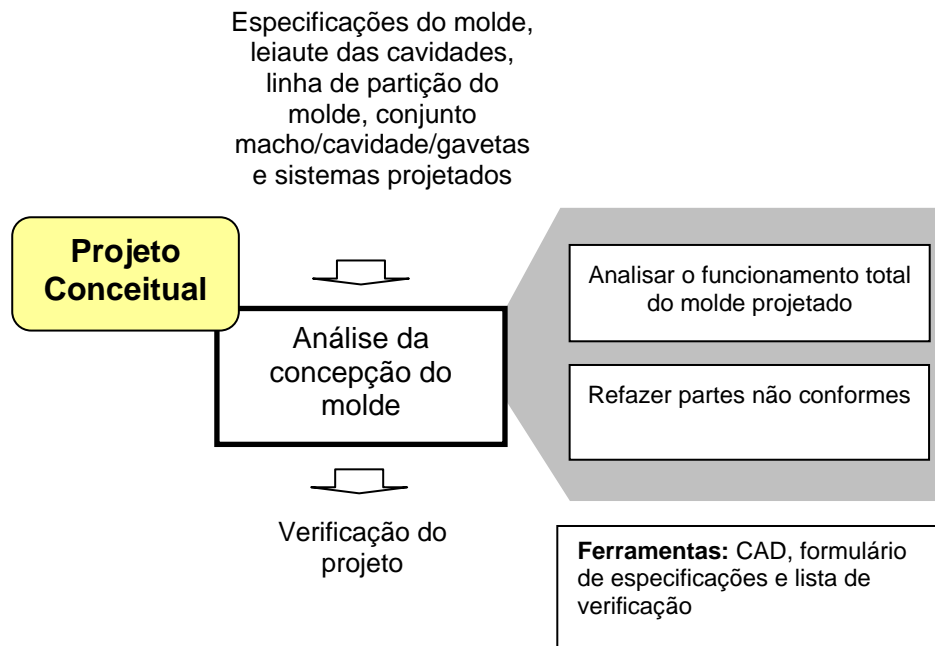 Especificações do molde,
leiaute das cavidades,
linha de partição do
molde, conjunto
macho/cavidade/gavetas
e sistemas projetados
Projeto
Conceitual
Análise da
concepção do
molde
Analisar o funcionamento total
do molde projetado
Refazer partes não conformes
Verificação do
projeto
Ferramentas: CAD, formulário
de especificações e lista de
verificação